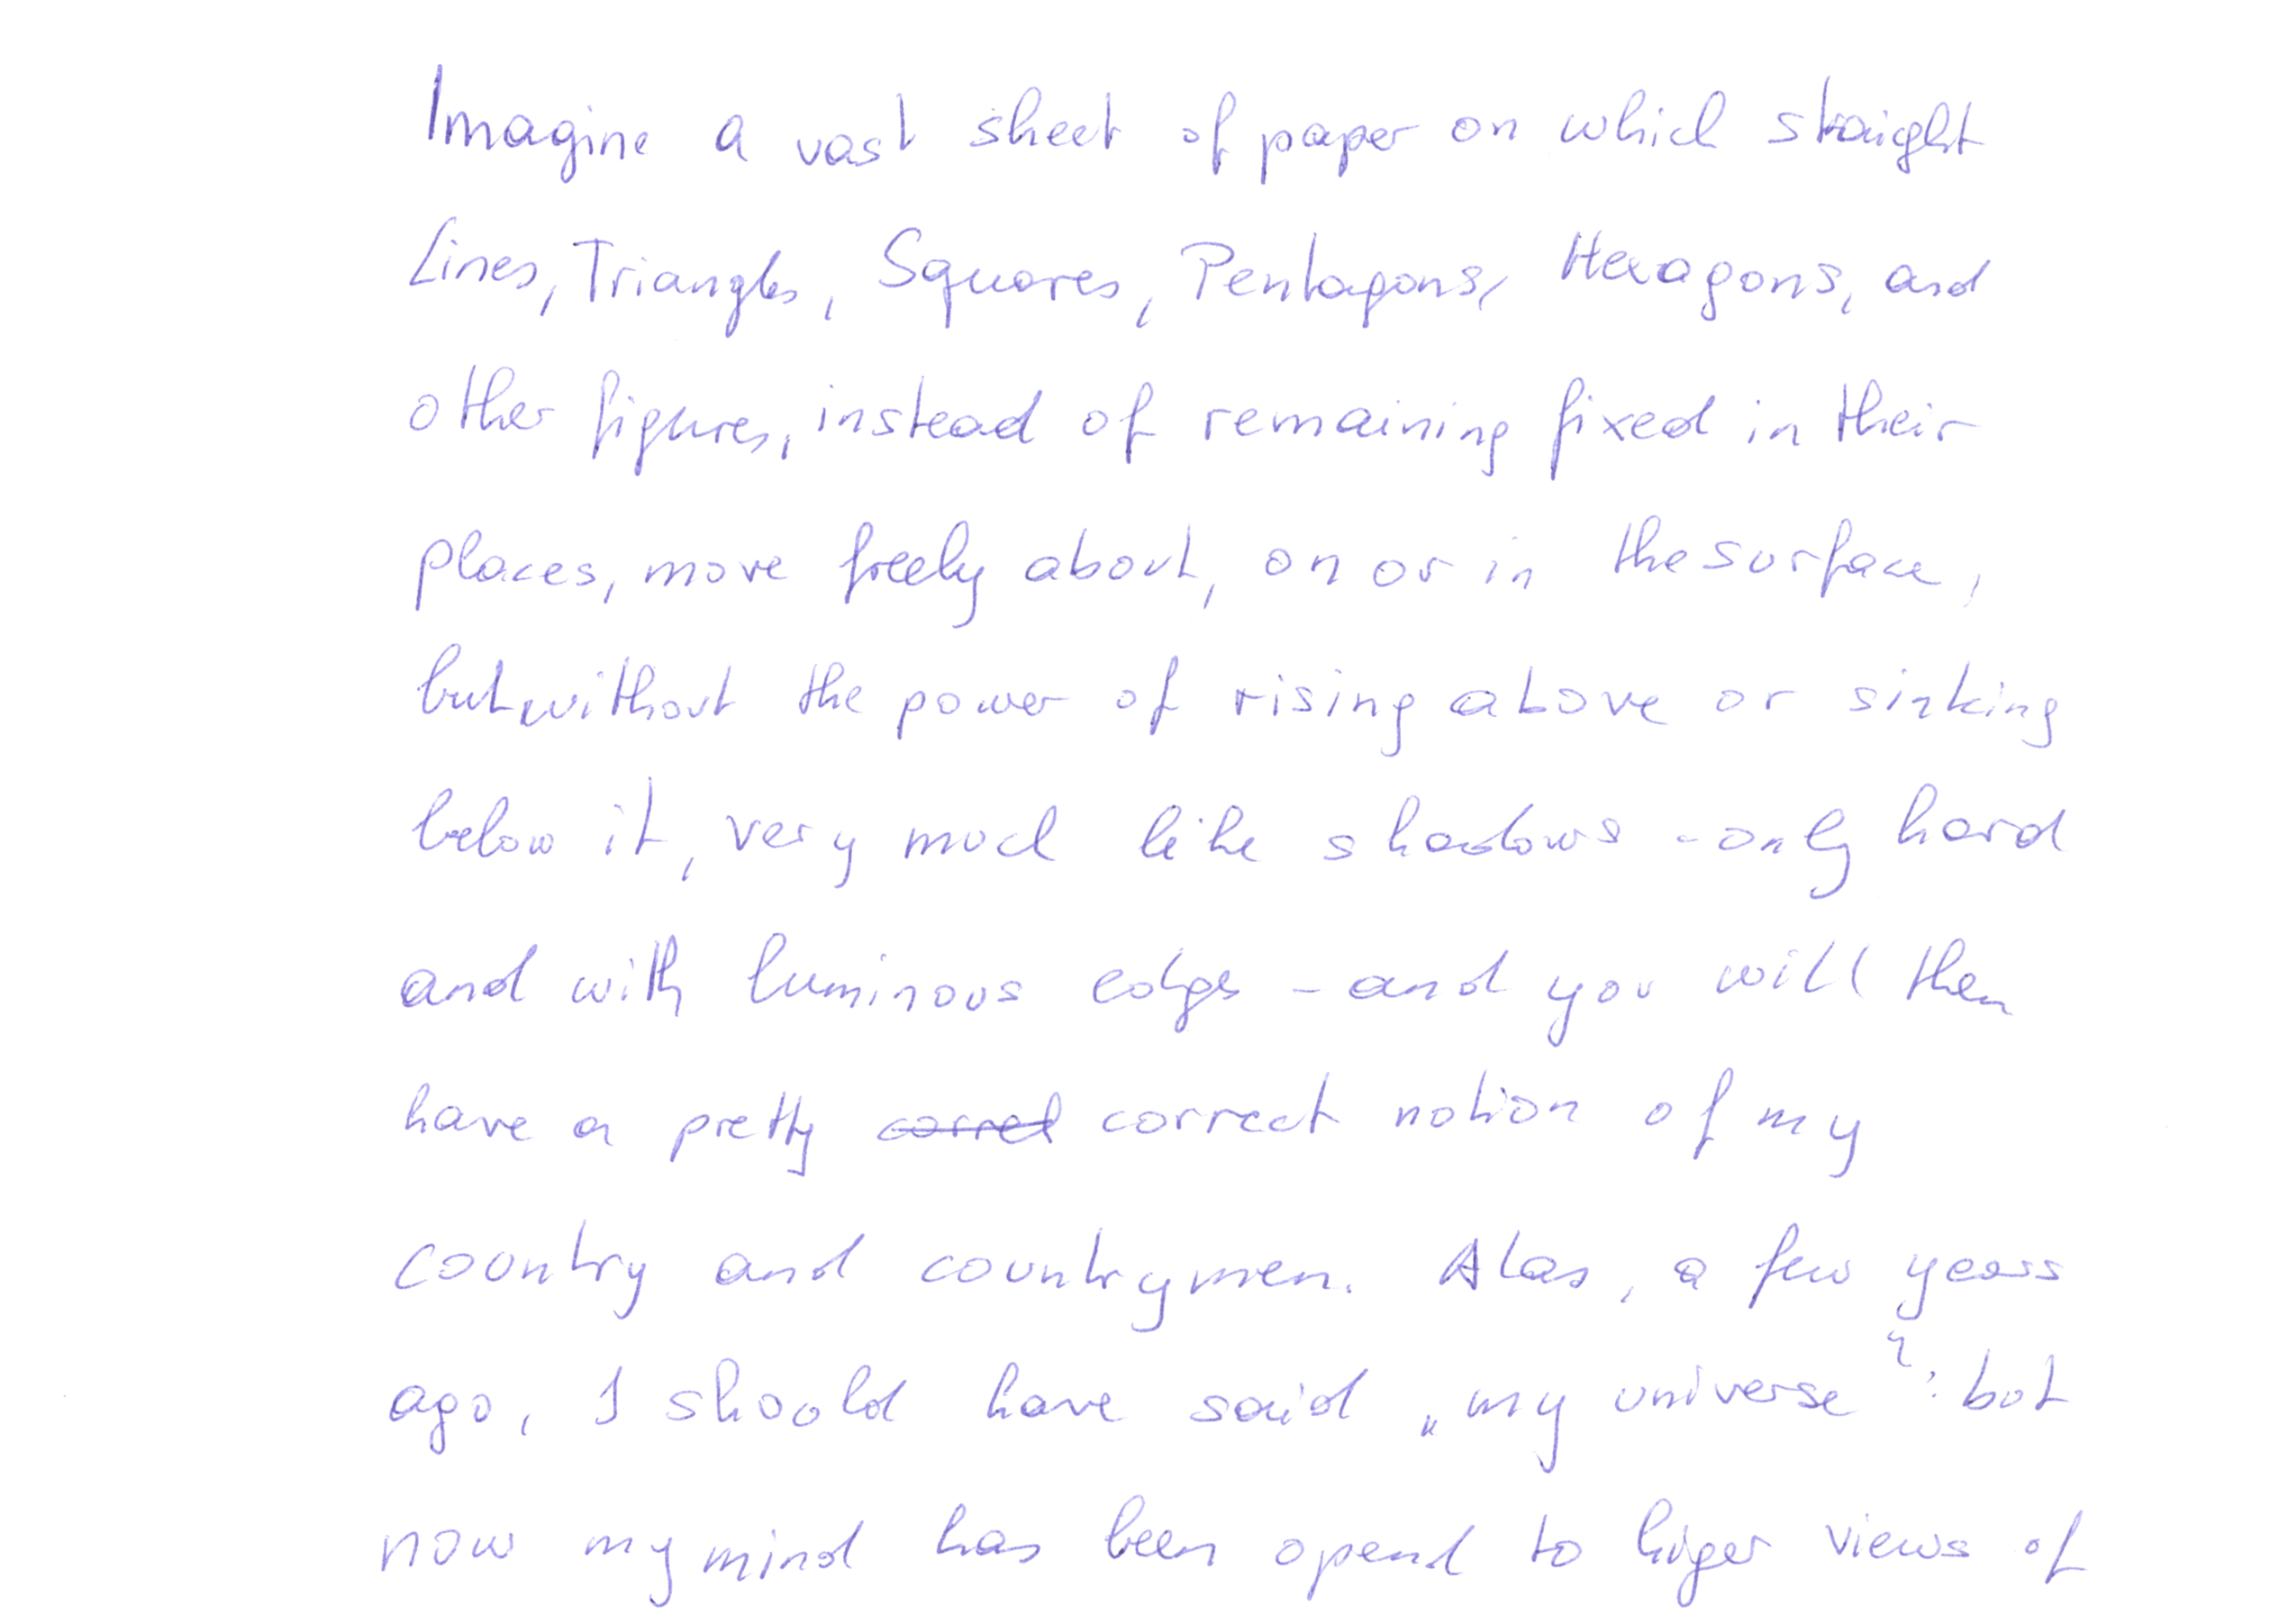 Imagine a vast sheet of paper on which straight
Lines, Triangles, Squares, Pentagons, Hexagons, and
other figures, instead of remaining fixed in their
places, move freely about, on or in the surface,
but without the power of rising above or sinking
below it, very much like shadows - only hard
and with luminous edges - and you will then
have a pretty correct correct notion of my
country and countrymen. Alas, a few years
ago, I should have said „my universe“: but
now my mind has been opend to higer views of